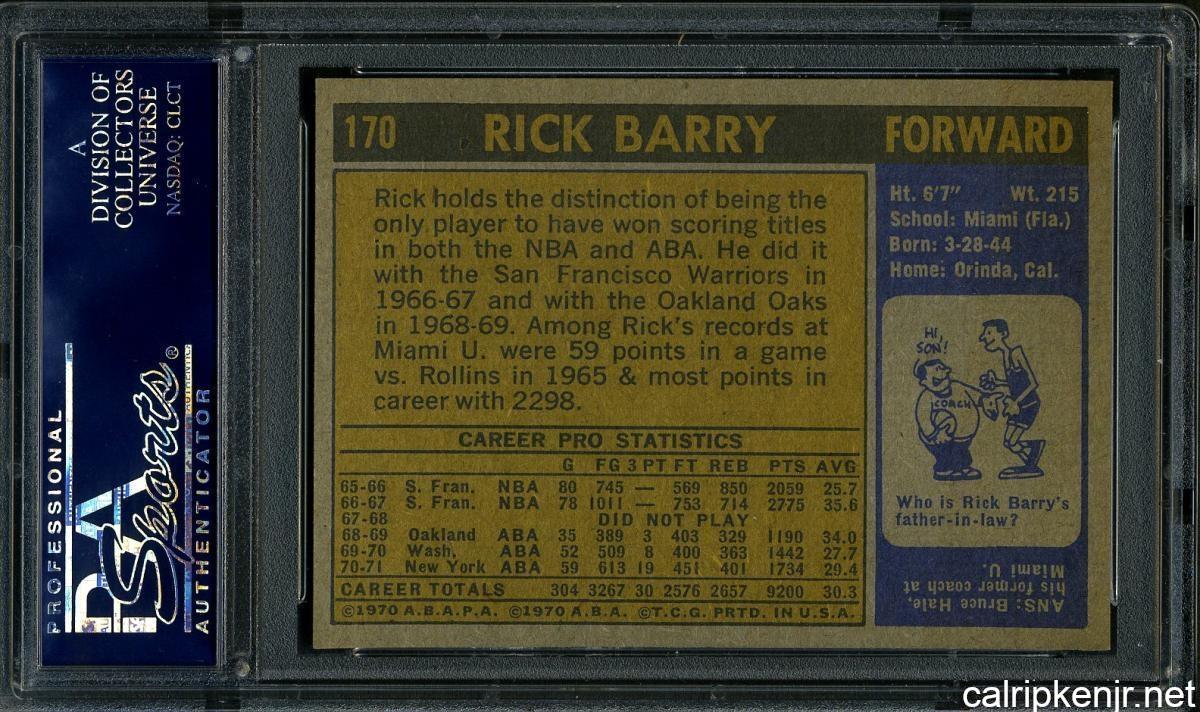 A
DIVISION OF
COLLECTORS
UNIVERSE
NASDAQ: CLCT
PROFESSIONAL
PSA
Sports®
AUTHENTICATOR
170 RICK BARRY FORWARD
Rick holds the distinction of being the
only player to have won scoring titles
in both the NBA and ABA. He did it
with the San Francisco Warriors in
1966-67 and with the Oakland Oaks
in 1968-69. Among Rick's records at
Miami U. were 59 points in a game
vs. Rollins in 1965 & most points in
career with 2298.
CAREER PRO STATISTICS
G FG 3 PT FT REB PTS AVG
65-66 S. Fran. NBA 80 745 — 569 850 2059 25.7
66-67 S. Fran. NBA 78 1011 — 753 714 2775 35.6
67-68 DID NOT PLAY
68-69 Oakland ABA 35 389 3 403 329 1190 34.0
69-70 Wash. ABA 52 509 8 400 363 1442 27.7
70-71 New York ABA 59 613 19 451 401 1734 29.4
CAREER TOTALS 304 3267 30 2576 2657 9200 30.3
©1970 A.B.A.P.A. ©1970 A.B.A. ©T.C.G. PRTD. IN U.S.A.
Ht. 6'7" Wt. 215
School: Miami (Fla.)
Born: 3-28-44
Home: Orinda, Cal.
HI,
SON!
COACH
Who is Rick Barry's
father-in-law?
ANS: Bruce Hale,
his former coach at
Miami U.
calripkenjr.net